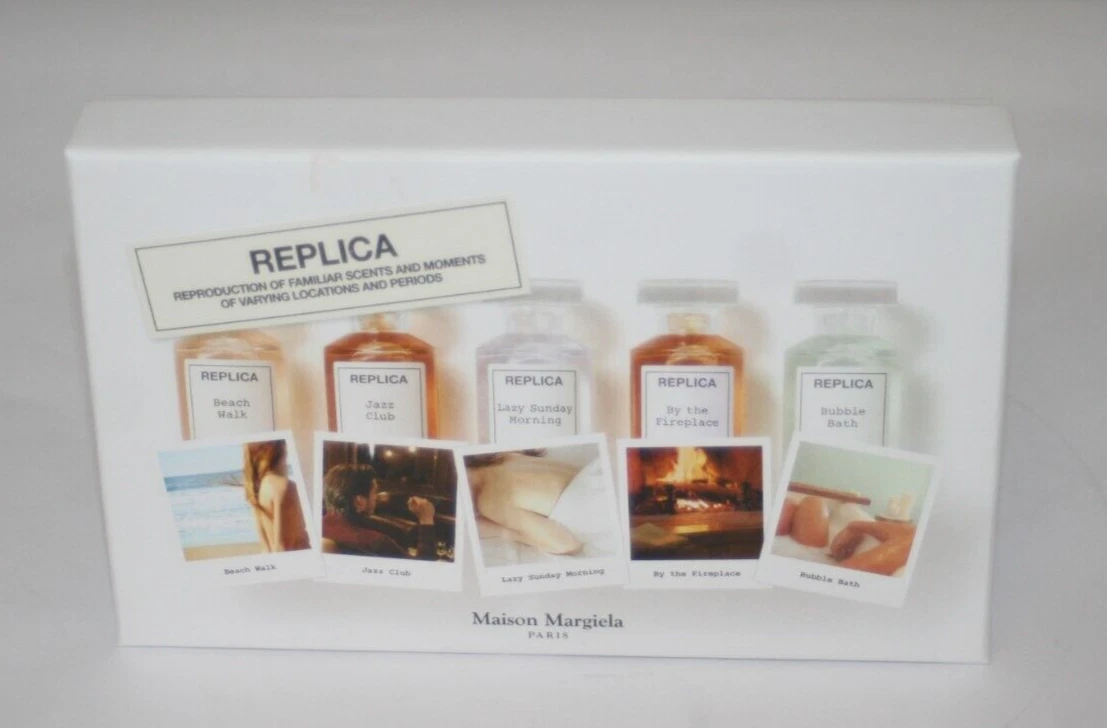 REPLICA
REPRODUCTION OF FAMILIAR SCENTS AND MOMENTS
OF VARYING LOCATIONS AND PERIODS
REPLICA
Beach
Walk
REPLICA
Jazz
Club
REPLICA
Lazy Sunday
Morning
REPLICA
By the
Fireplace
REPLICA
Bubble
Bath
Beach Walk
Jazz Club
Lazy Sunday Morning
By the Fireplace
Bubble Bath
Maison Margiela
PARIS